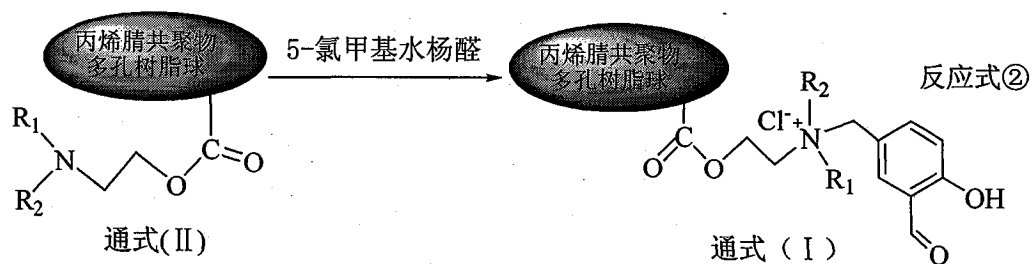 丙烯腈共聚物
多孔树脂球
5-氯甲基水杨醛
丙烯腈共聚物
多孔树脂球
反应式②
R₁
N
R₂
O
C
O
通式(Ⅱ)
O
C
O
Cl⁻
N⁺
R₂
R₁
OH
O
通式（Ⅰ）